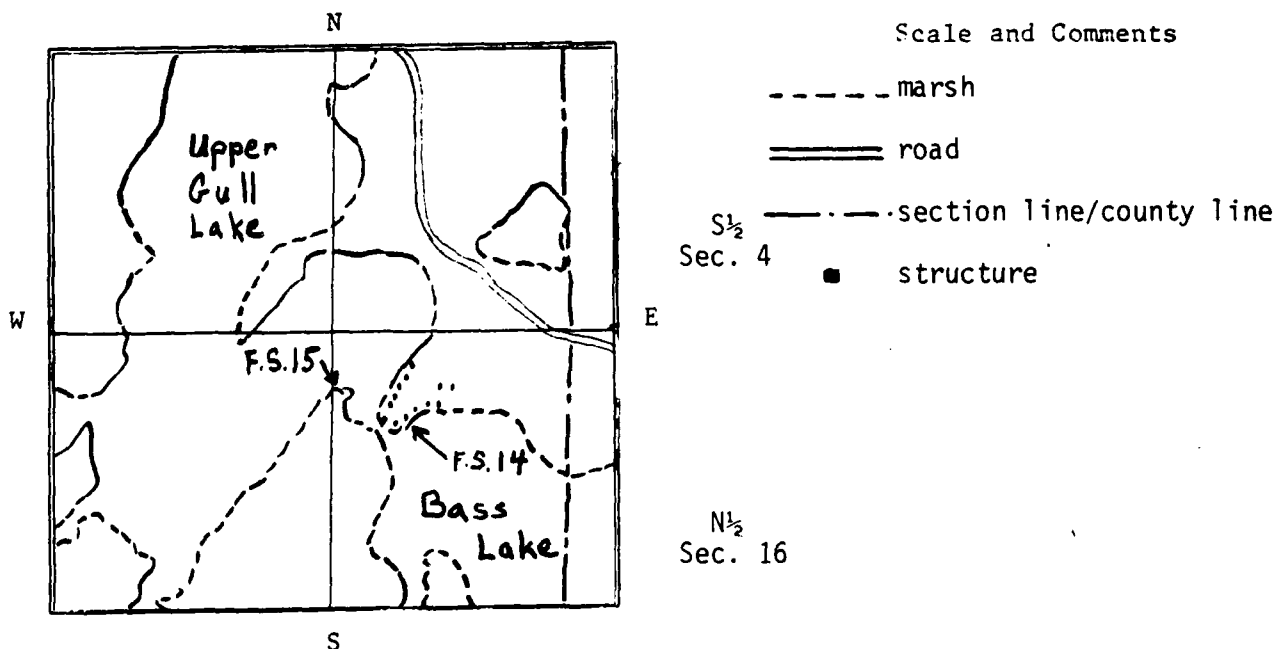 N
Scale and Comments
marsh
road
section line/county line
structure
Upper
Gull
Lake
S½
Sec. 4
W
E
F.S.15
F.S.14
Bass
Lake
N½
Sec. 16
S